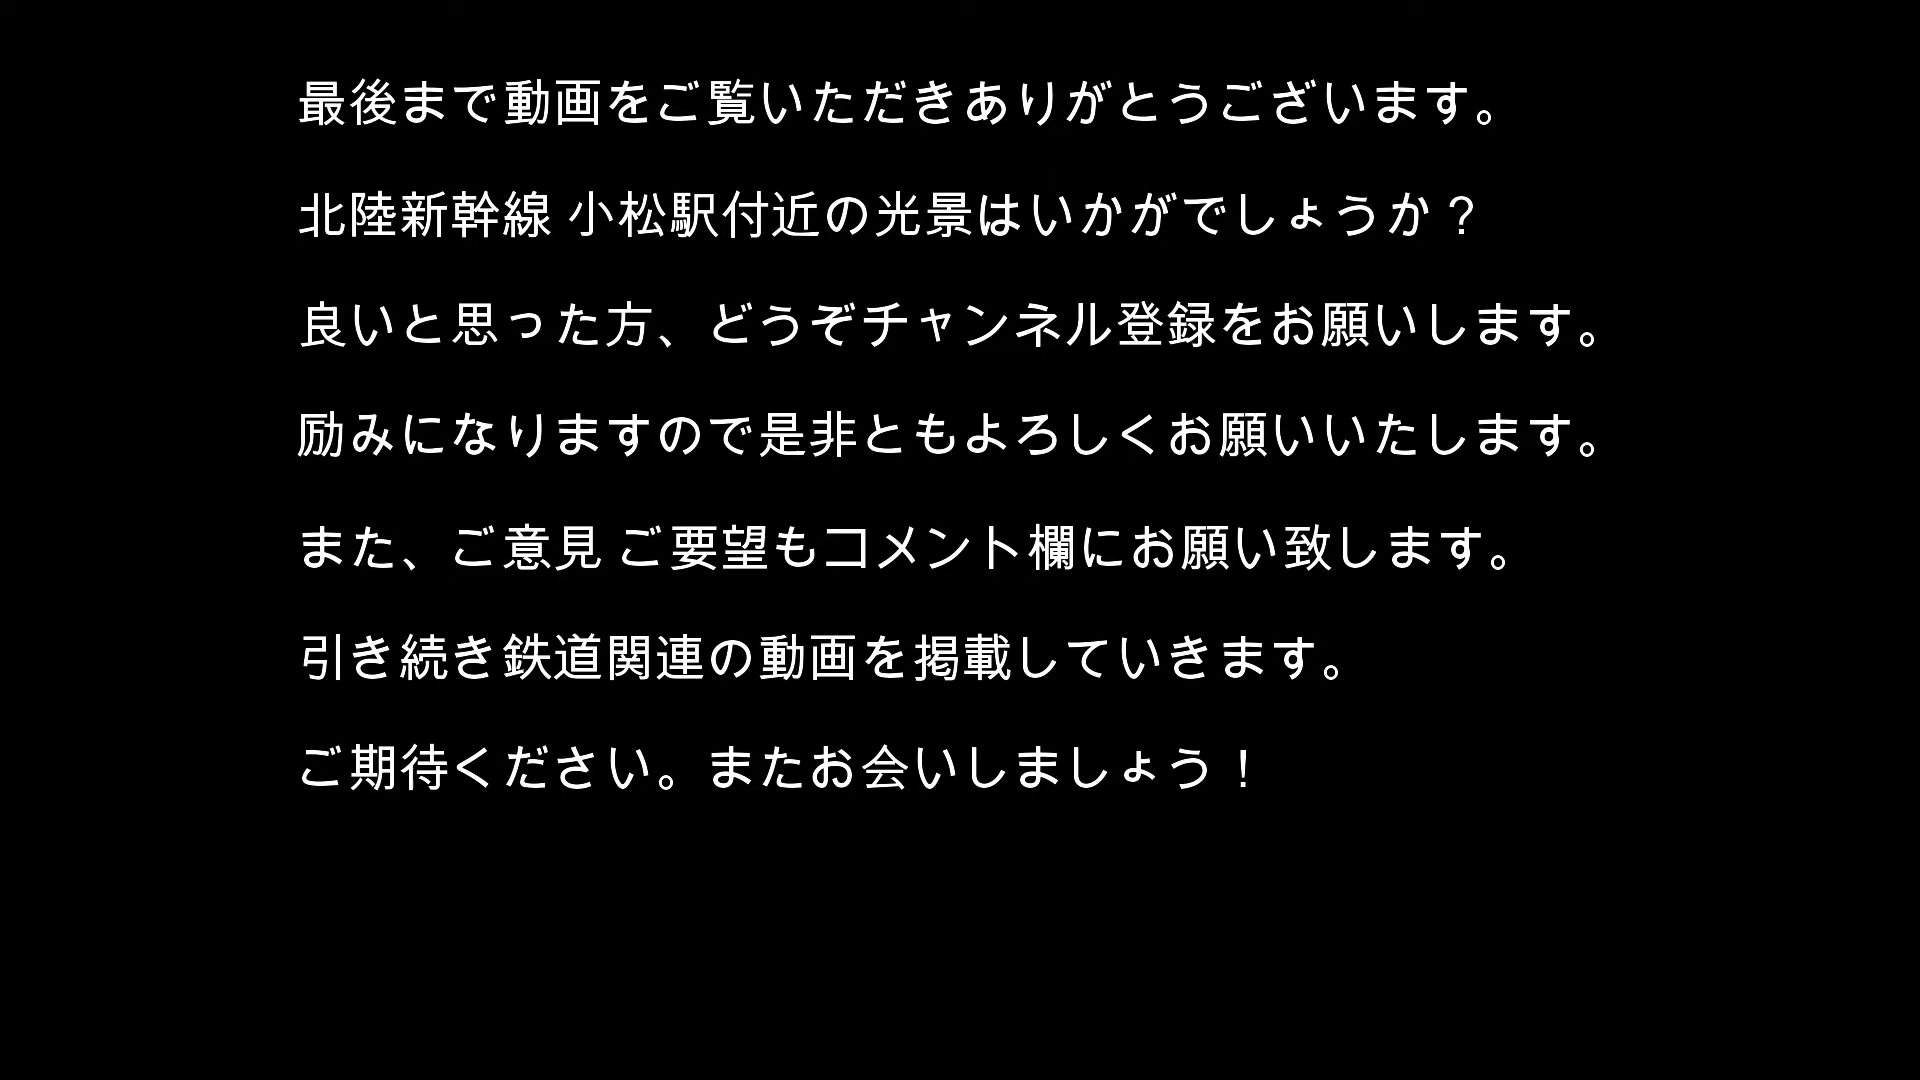 最後まで動画をご覧いただきありがとうございます。
北陸新幹線 小松駅付近の光景はいかがでしょうか？
良いと思った方、どうぞチャンネル登録をお願いします。
励みになりますので是非ともよろしくお願いいたします。
また、ご意見 ご要望もコメント欄にお願い致します。
引き続き鉄道関連の動画を掲載していきます。
ご期待ください。またお会いしましょう！